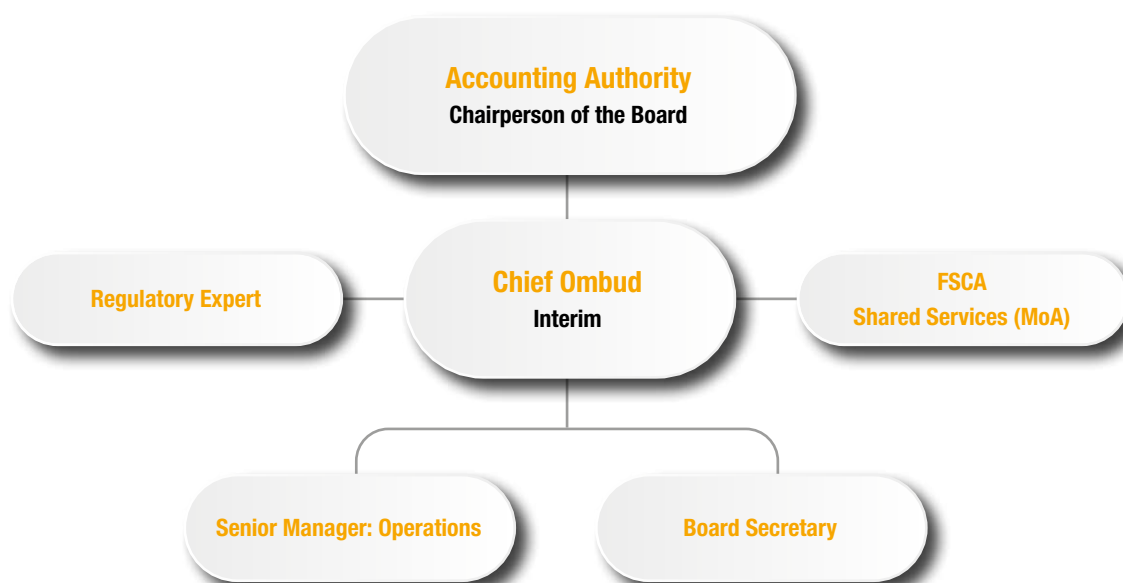 Accounting Authority
Chairperson of the Board
Regulatory Expert
Chief Ombud
Interim
FSCA
Shared Services (MoA)
Senior Manager: Operations
Board Secretary